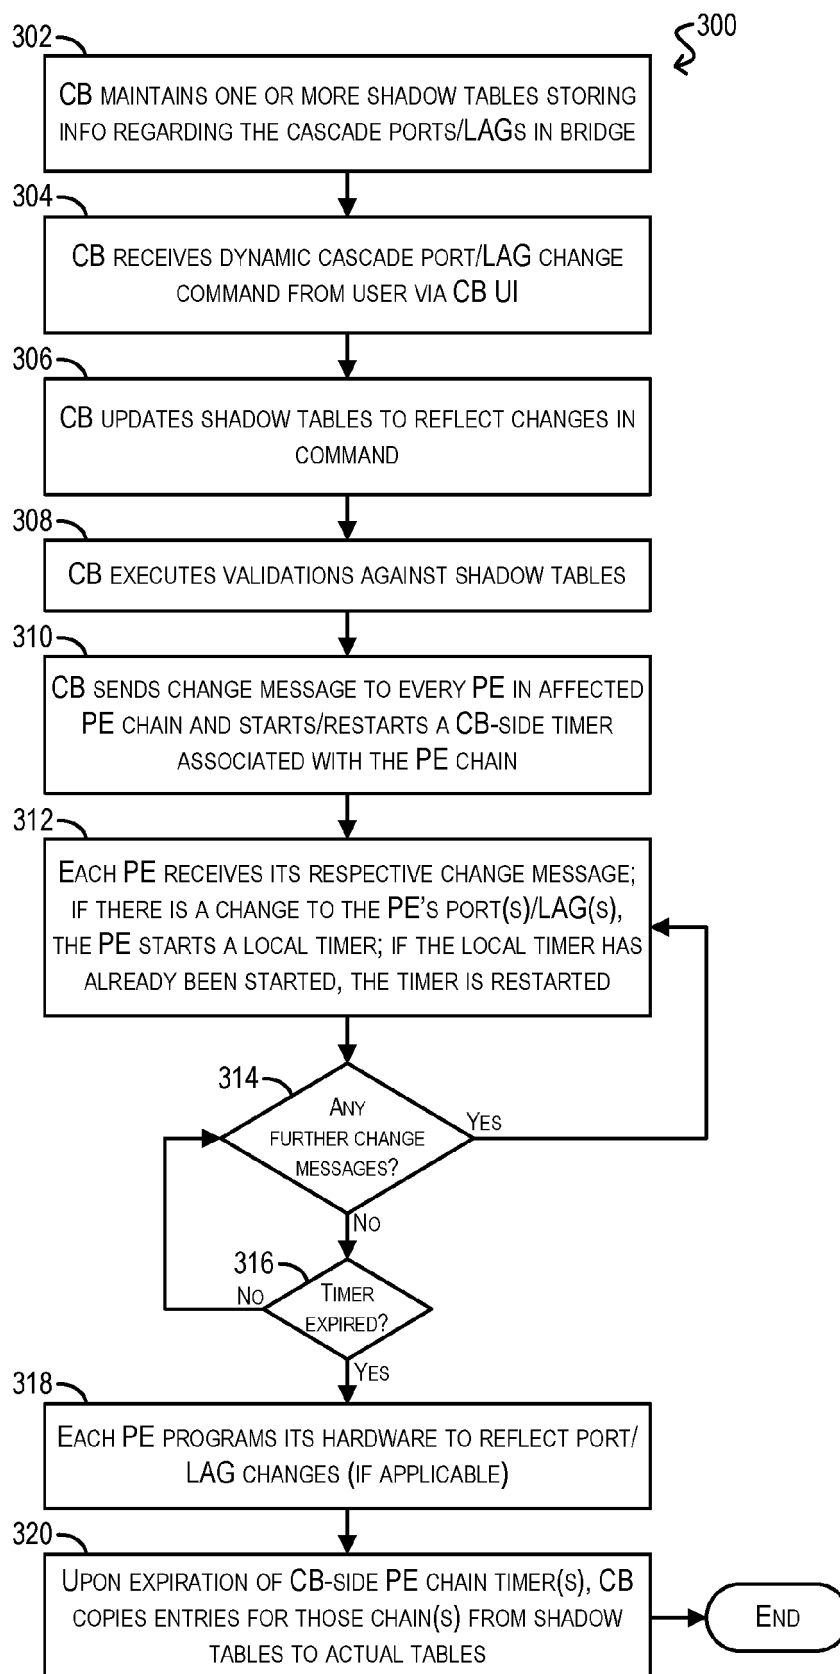 300
302
CB MAINTAINS ONE OR MORE SHADOW TABLES STORING
INFO REGARDING THE CASCADE PORTS/LAGS IN BRIDGE
304
CB RECEIVES DYNAMIC CASCADE PORT/LAG CHANGE
COMMAND FROM USER VIA CB UI
306
CB UPDATES SHADOW TABLES TO REFLECT CHANGES IN
COMMAND
308
CB EXECUTES VALIDATIONS AGAINST SHADOW TABLES
310
CB SENDS CHANGE MESSAGE TO EVERY PE IN AFFECTED
PE CHAIN AND STARTS/RESTARTS A CB-SIDE TIMER
ASSOCIATED WITH THE PE CHAIN
312
EACH PE RECEIVES ITS RESPECTIVE CHANGE MESSAGE;
IF THERE IS A CHANGE TO THE PE'S PORT(S)/LAG(S),
THE PE STARTS A LOCAL TIMER; IF THE LOCAL TIMER HAS
ALREADY BEEN STARTED, THE TIMER IS RESTARTED
314
ANY
FURTHER CHANGE
MESSAGES?
YES
NO
316
TIMER
EXPIRED?
NO
YES
318
EACH PE PROGRAMS ITS HARDWARE TO REFLECT PORT/
LAG CHANGES (IF APPLICABLE)
320
UPON EXPIRATION OF CB-SIDE PE CHAIN TIMER(S), CB
COPIES ENTRIES FOR THOSE CHAIN(S) FROM SHADOW
TABLES TO ACTUAL TABLES
END